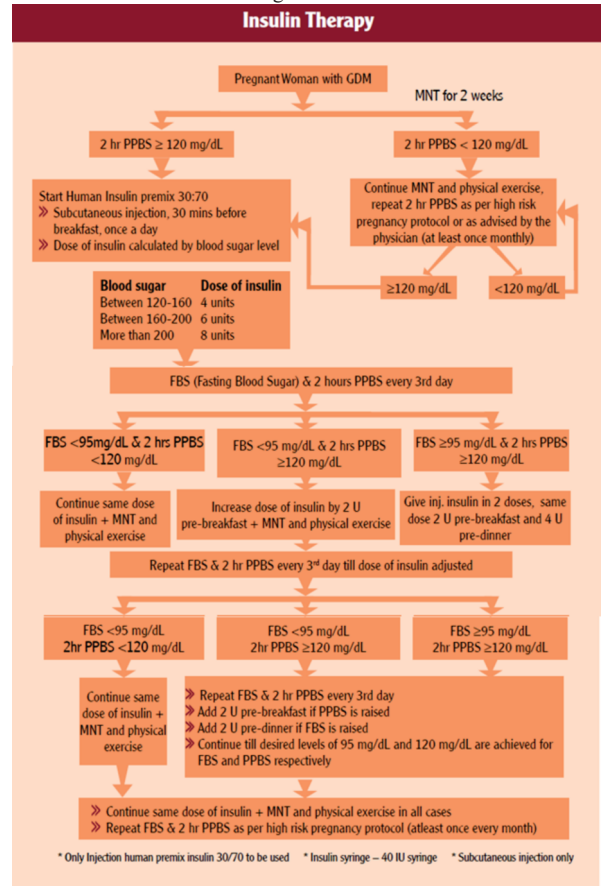 Insulin Therapy
Pregnant Woman with GDM
MNT for 2 weeks
2 hr PPBS ≥ 120 mg/dL
2 hr PPBS < 120 mg/dL
Start Human Insulin premix 30:70
» Subcutaneous injection, 30 mins before
breakfast, once a day
» Dose of insulin calculated by blood sugar level
Continue MNT and physical exercise,
repeat 2 hr PPBS as per high risk
pregnancy protocol or as advised by the
physician (at least once monthly)
≥120 mg/dL
<120 mg/dL
Blood sugar Dose of insulin
Between 120-160 4 units
Between 160-200 6 units
More than 200 8 units
FBS (Fasting Blood Sugar) & 2 hours PPBS every 3rd day
FBS <95mg/dL & 2 hrs PPBS
<120 mg/dL
FBS <95 mg/dL & 2 hrs PPBS
≥120 mg/dL
FBS ≥95 mg/dL & 2 hrs PPBS
≥120 mg/dL
Continue same dose
of insulin + MNT and
physical exercise
Increase dose of insulin by 2 U
pre-breakfast + MNT and physical exercise
Give inj. insulin in 2 doses, same
dose 2 U pre-breakfast and 4 U
pre-dinner
Repeat FBS & 2 hr PPBS every 3rd day till dose of insulin adjusted
FBS <95 mg/dL
2hr PPBS <120 mg/dL
FBS <95 mg/dL
2hr PPBS ≥120 mg/dL
FBS ≥95 mg/dL
2hr PPBS ≥120 mg/dL
Continue same
dose of insulin +
MNT and physical
exercise
» Repeat FBS & 2 hr PPBS every 3rd day
» Add 2 U pre-breakfast if PPBS is raised
» Add 2 U pre-dinner if FBS is raised
» Continue till desired levels of 95 mg/dL and 120 mg/dL are achieved for
FBS and PPBS respectively
» Continue same dose of insulin + MNT and physical exercise in all cases
» Repeat FBS & 2 hr PPBS as per high risk pregnancy protocol (atleast once every month)
* Only Injection human premix insulin 30/70 to be used * Insulin syringe – 40 IU syringe * Subcutaneous injection only